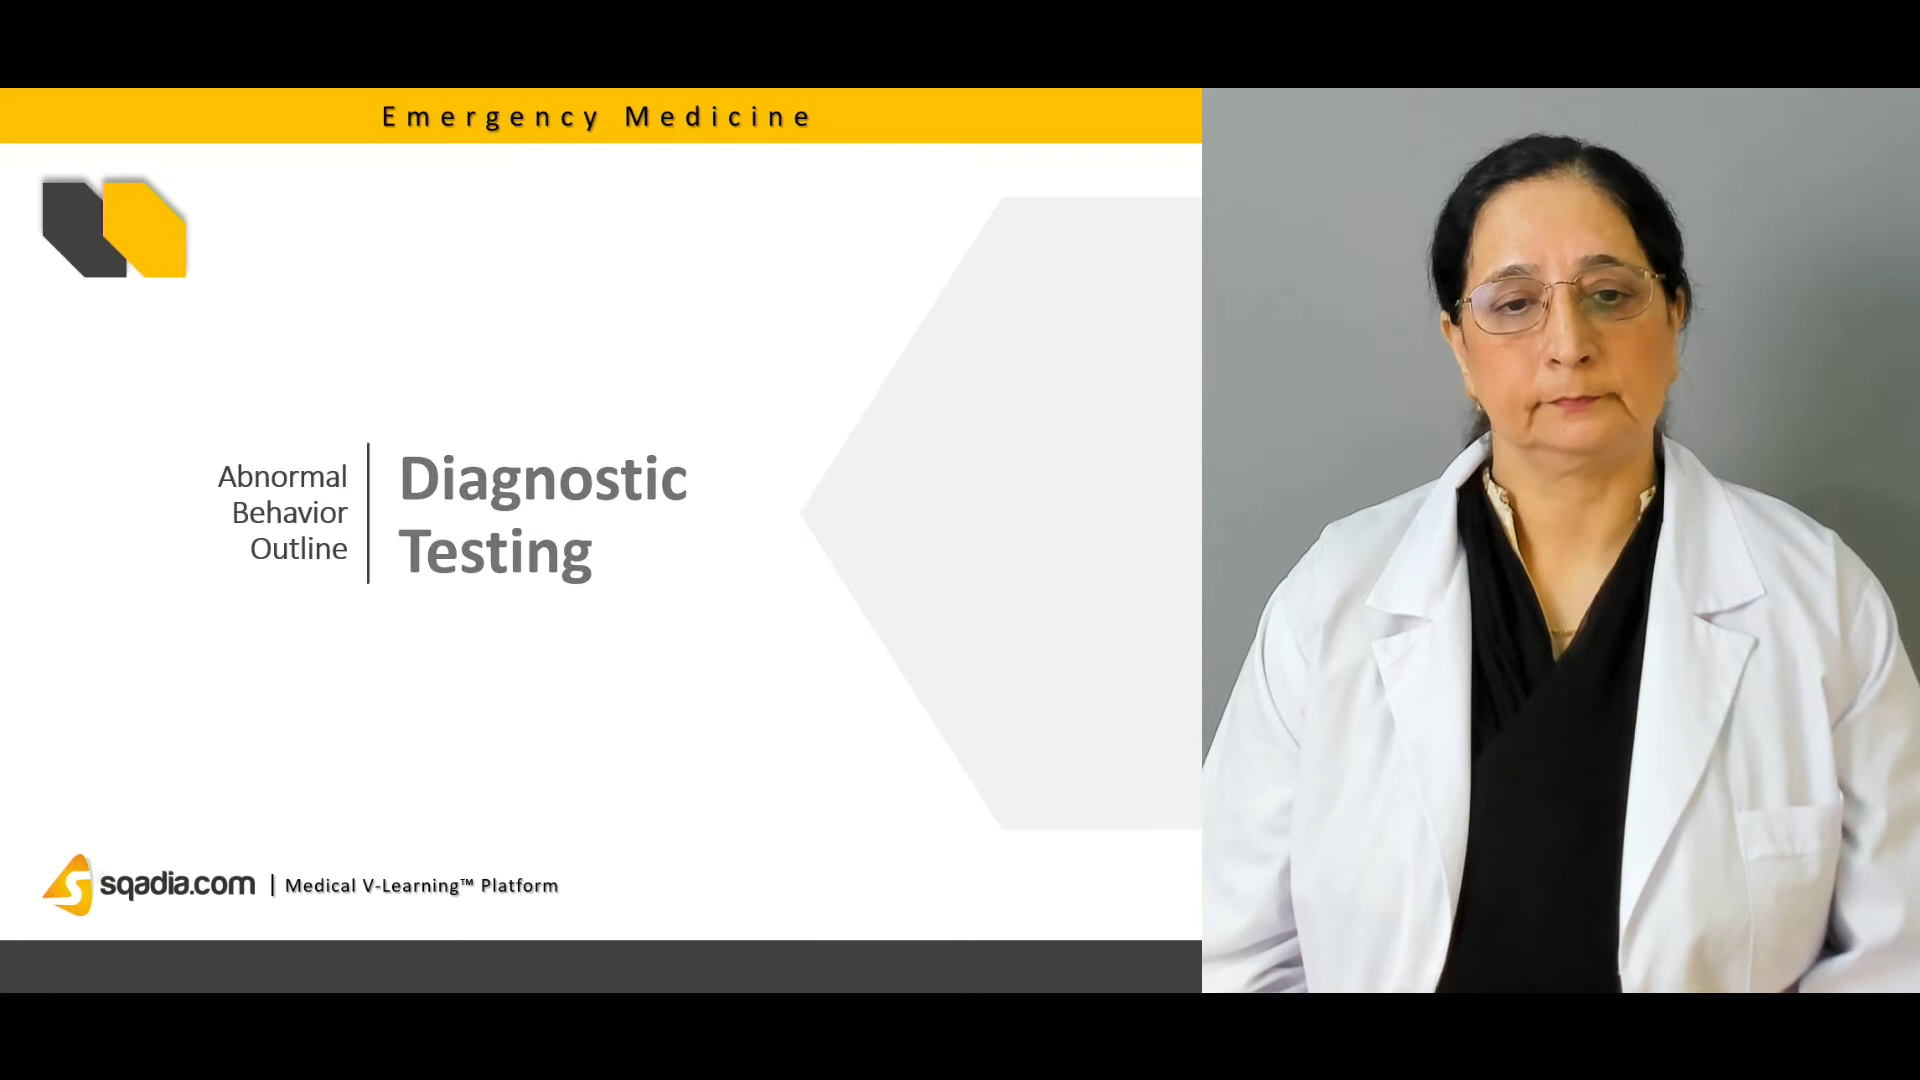 Emergency Medicine
Abnormal
Behavior
Outline
Diagnostic
Testing
sqadia.com | Medical V-Learning™ Platform